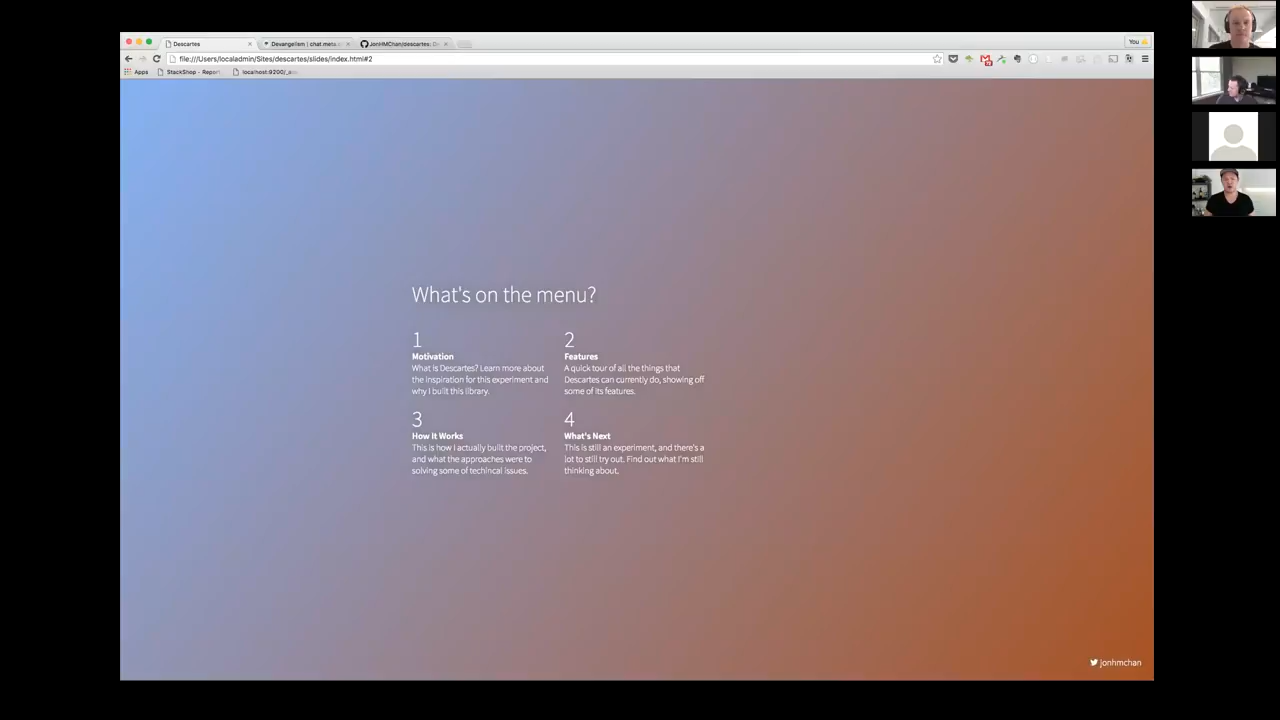 Descartes
Devangelism | chat meta
JonHMChan/descartes: D
You
file:///Users/localadmin/Sites/descartes/slides/index.html#2
Apps
StackShop - Report
localhost:9200/_a
What's on the menu?
1
Motivation
What is Descartes? Learn more about
the inspiration for this experiment and
why I built this library.
2
Features
A quick tour of all the things that
Descartes can currently do, showing off
some of its features.
3
How It Works
This is how I actually built the project,
and what the approaches were to
solving some of techincal issues.
4
What's Next
This is still an experiment, and there's a
lot to still try out. Find out what I'm still
thinking about.
jonhmchan